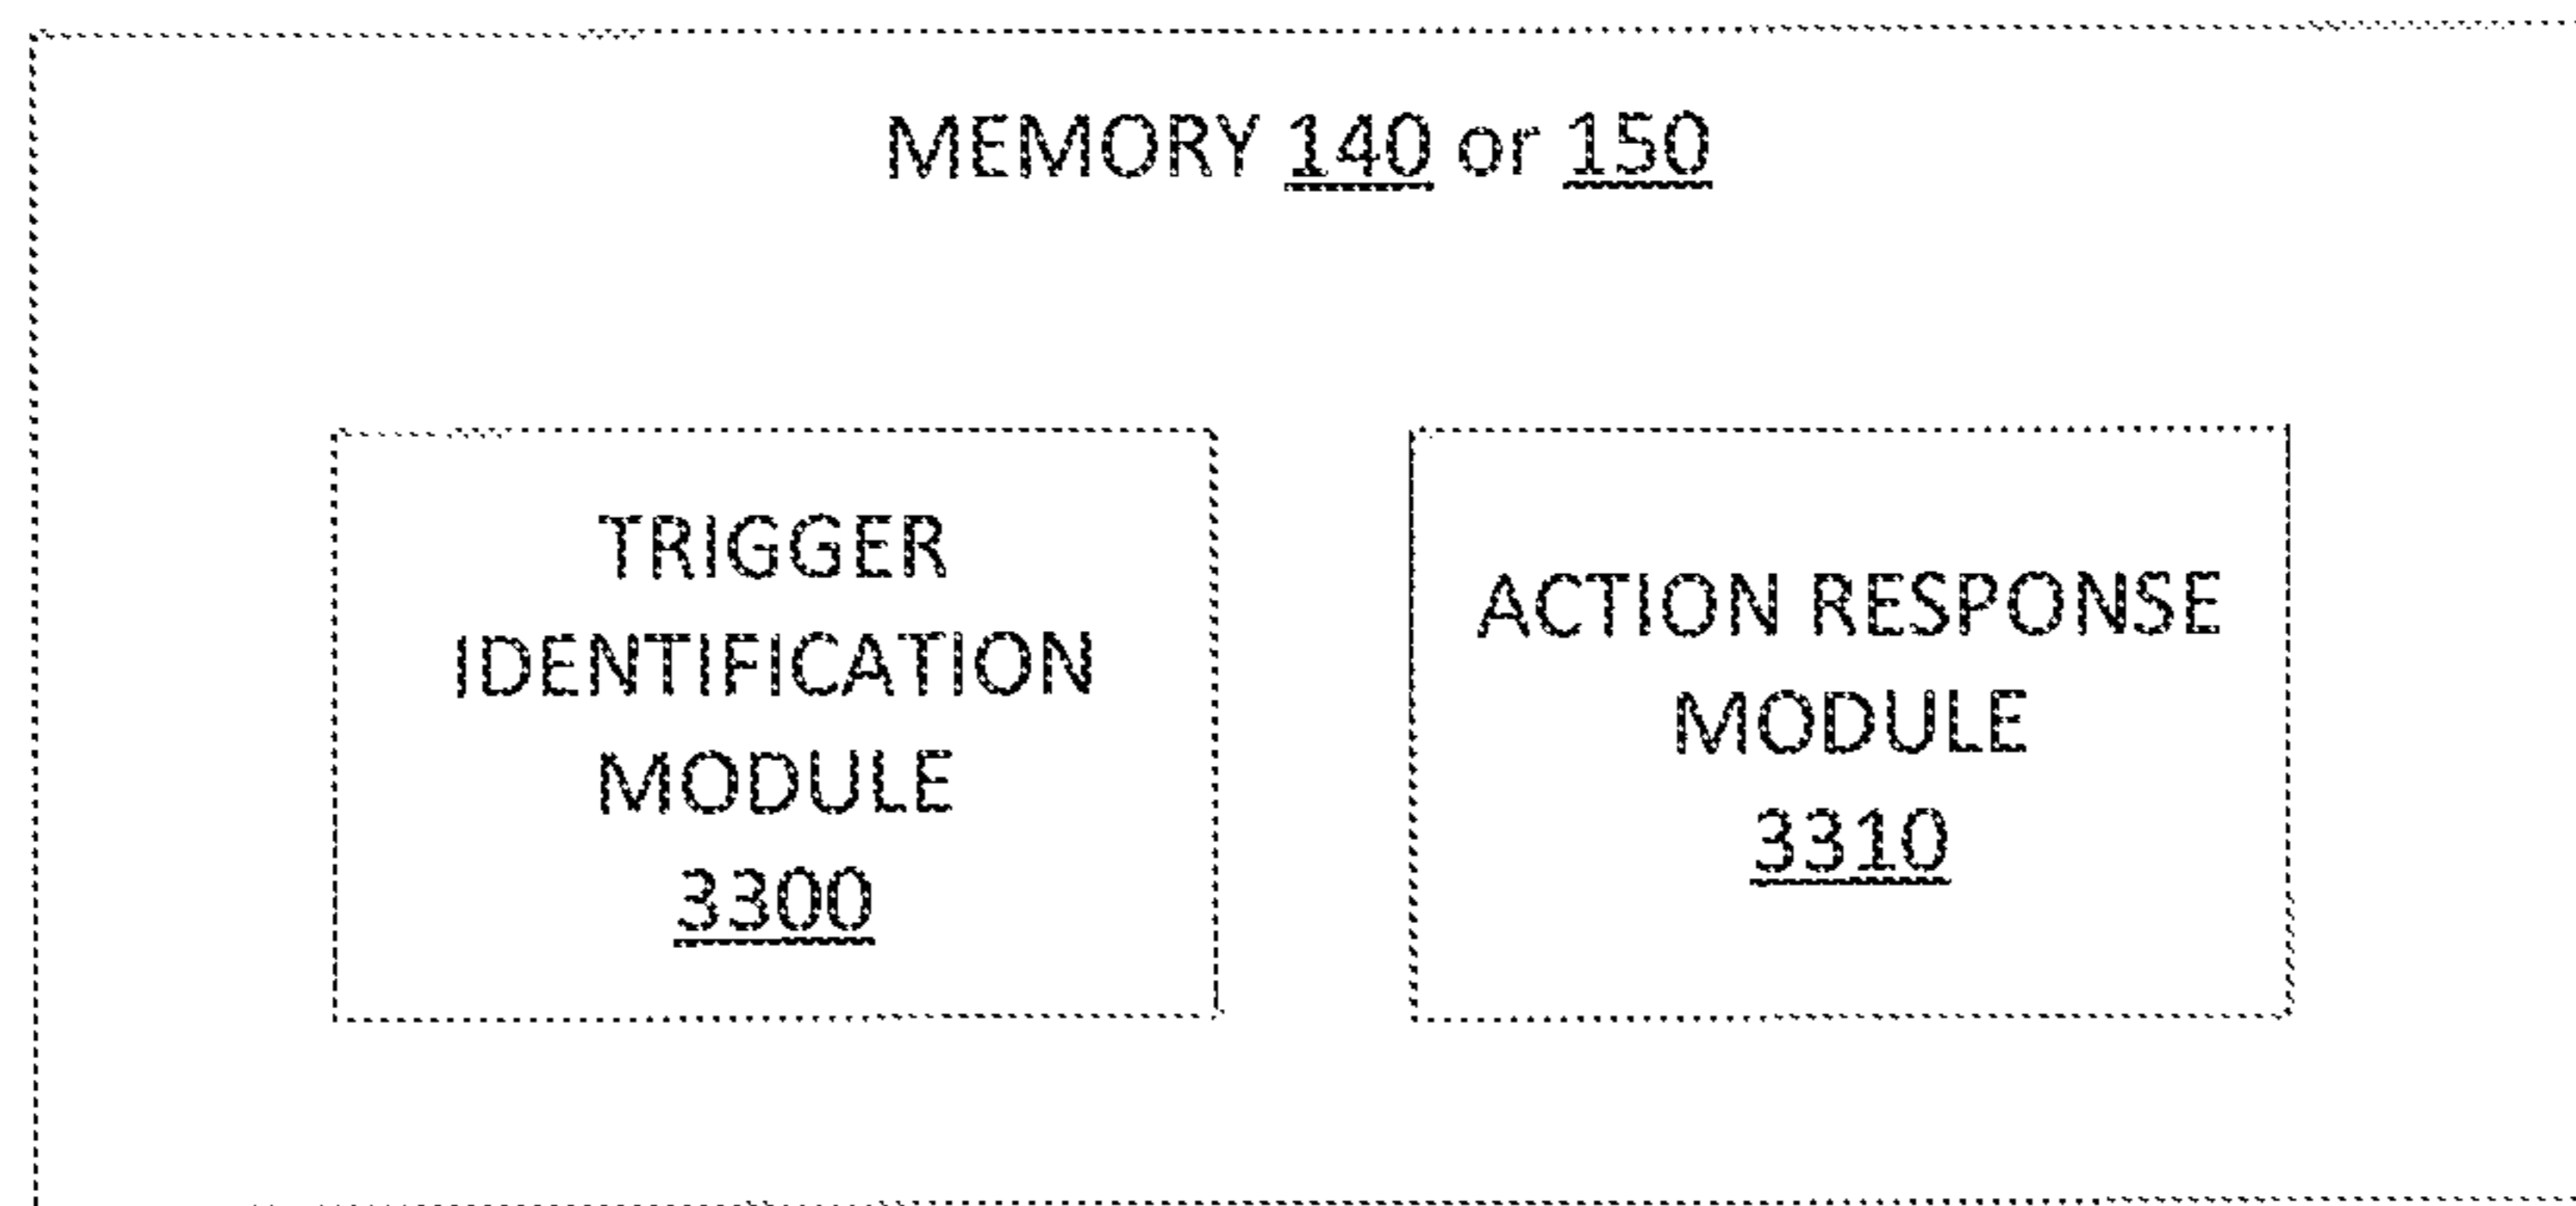 MEMORY 140 or 150
TRIGGER
IDENTIFICATION
MODULE
3300
ACTION RESPONSE
MODULE
3310